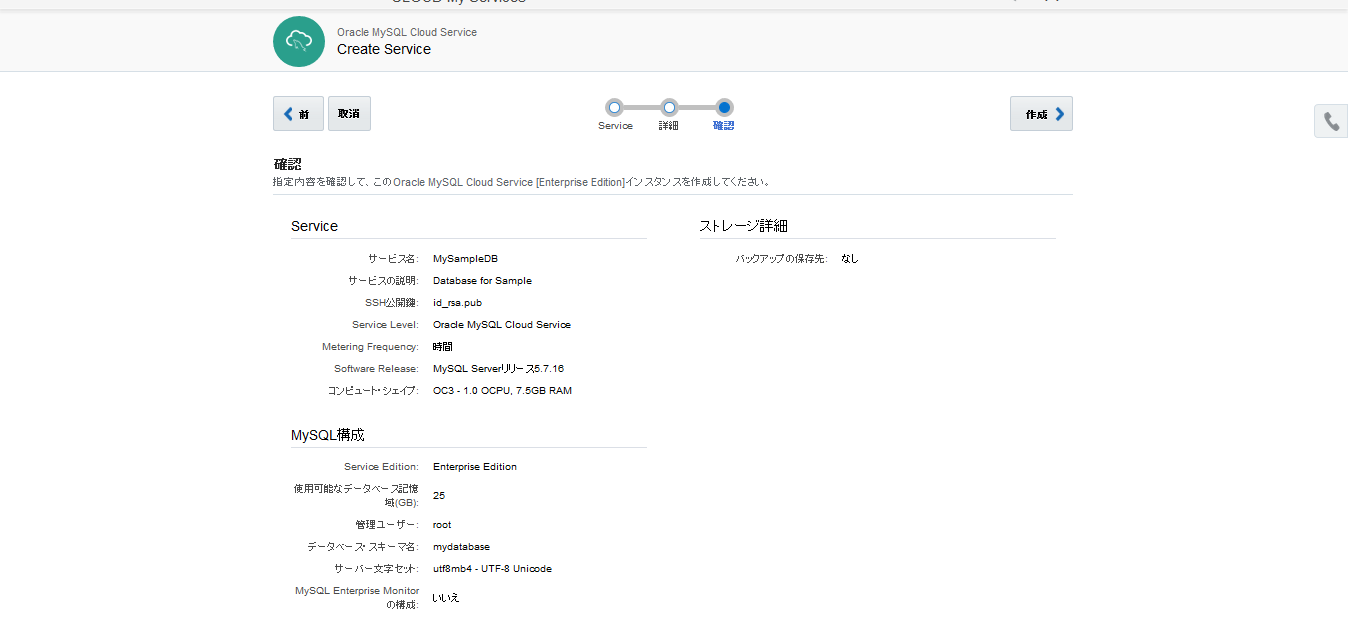 CLOUD My Services
Oracle MySQL Cloud Service
Create Service
前
取消
Service
詳細
確認
作成
確認
指定内容を確認して、このOracle MySQL Cloud Service [Enterprise Edition]インスタンスを作成してください。
Service
サービス名: MySampleDB
サービスの説明: Database for Sample
SSH公開鍵: id_rsa.pub
Service Level: Oracle MySQL Cloud Service
Metering Frequency: 時間
Software Release: MySQL Serverリリース5.7.16
コンピュート・シェイプ: OC3 - 1.0 OCPU, 7.5GB RAM
ストレージ詳細
バックアップの保存先: なし
MySQL構成
Service Edition: Enterprise Edition
使用可能なデータベース記憶
域(GB): 25
管理ユーザー: root
データベース・スキーマ名: mydatabase
サーバー文字セット: utf8mb4 - UTF-8 Unicode
MySQL Enterprise Monitor
の構成: いいえ